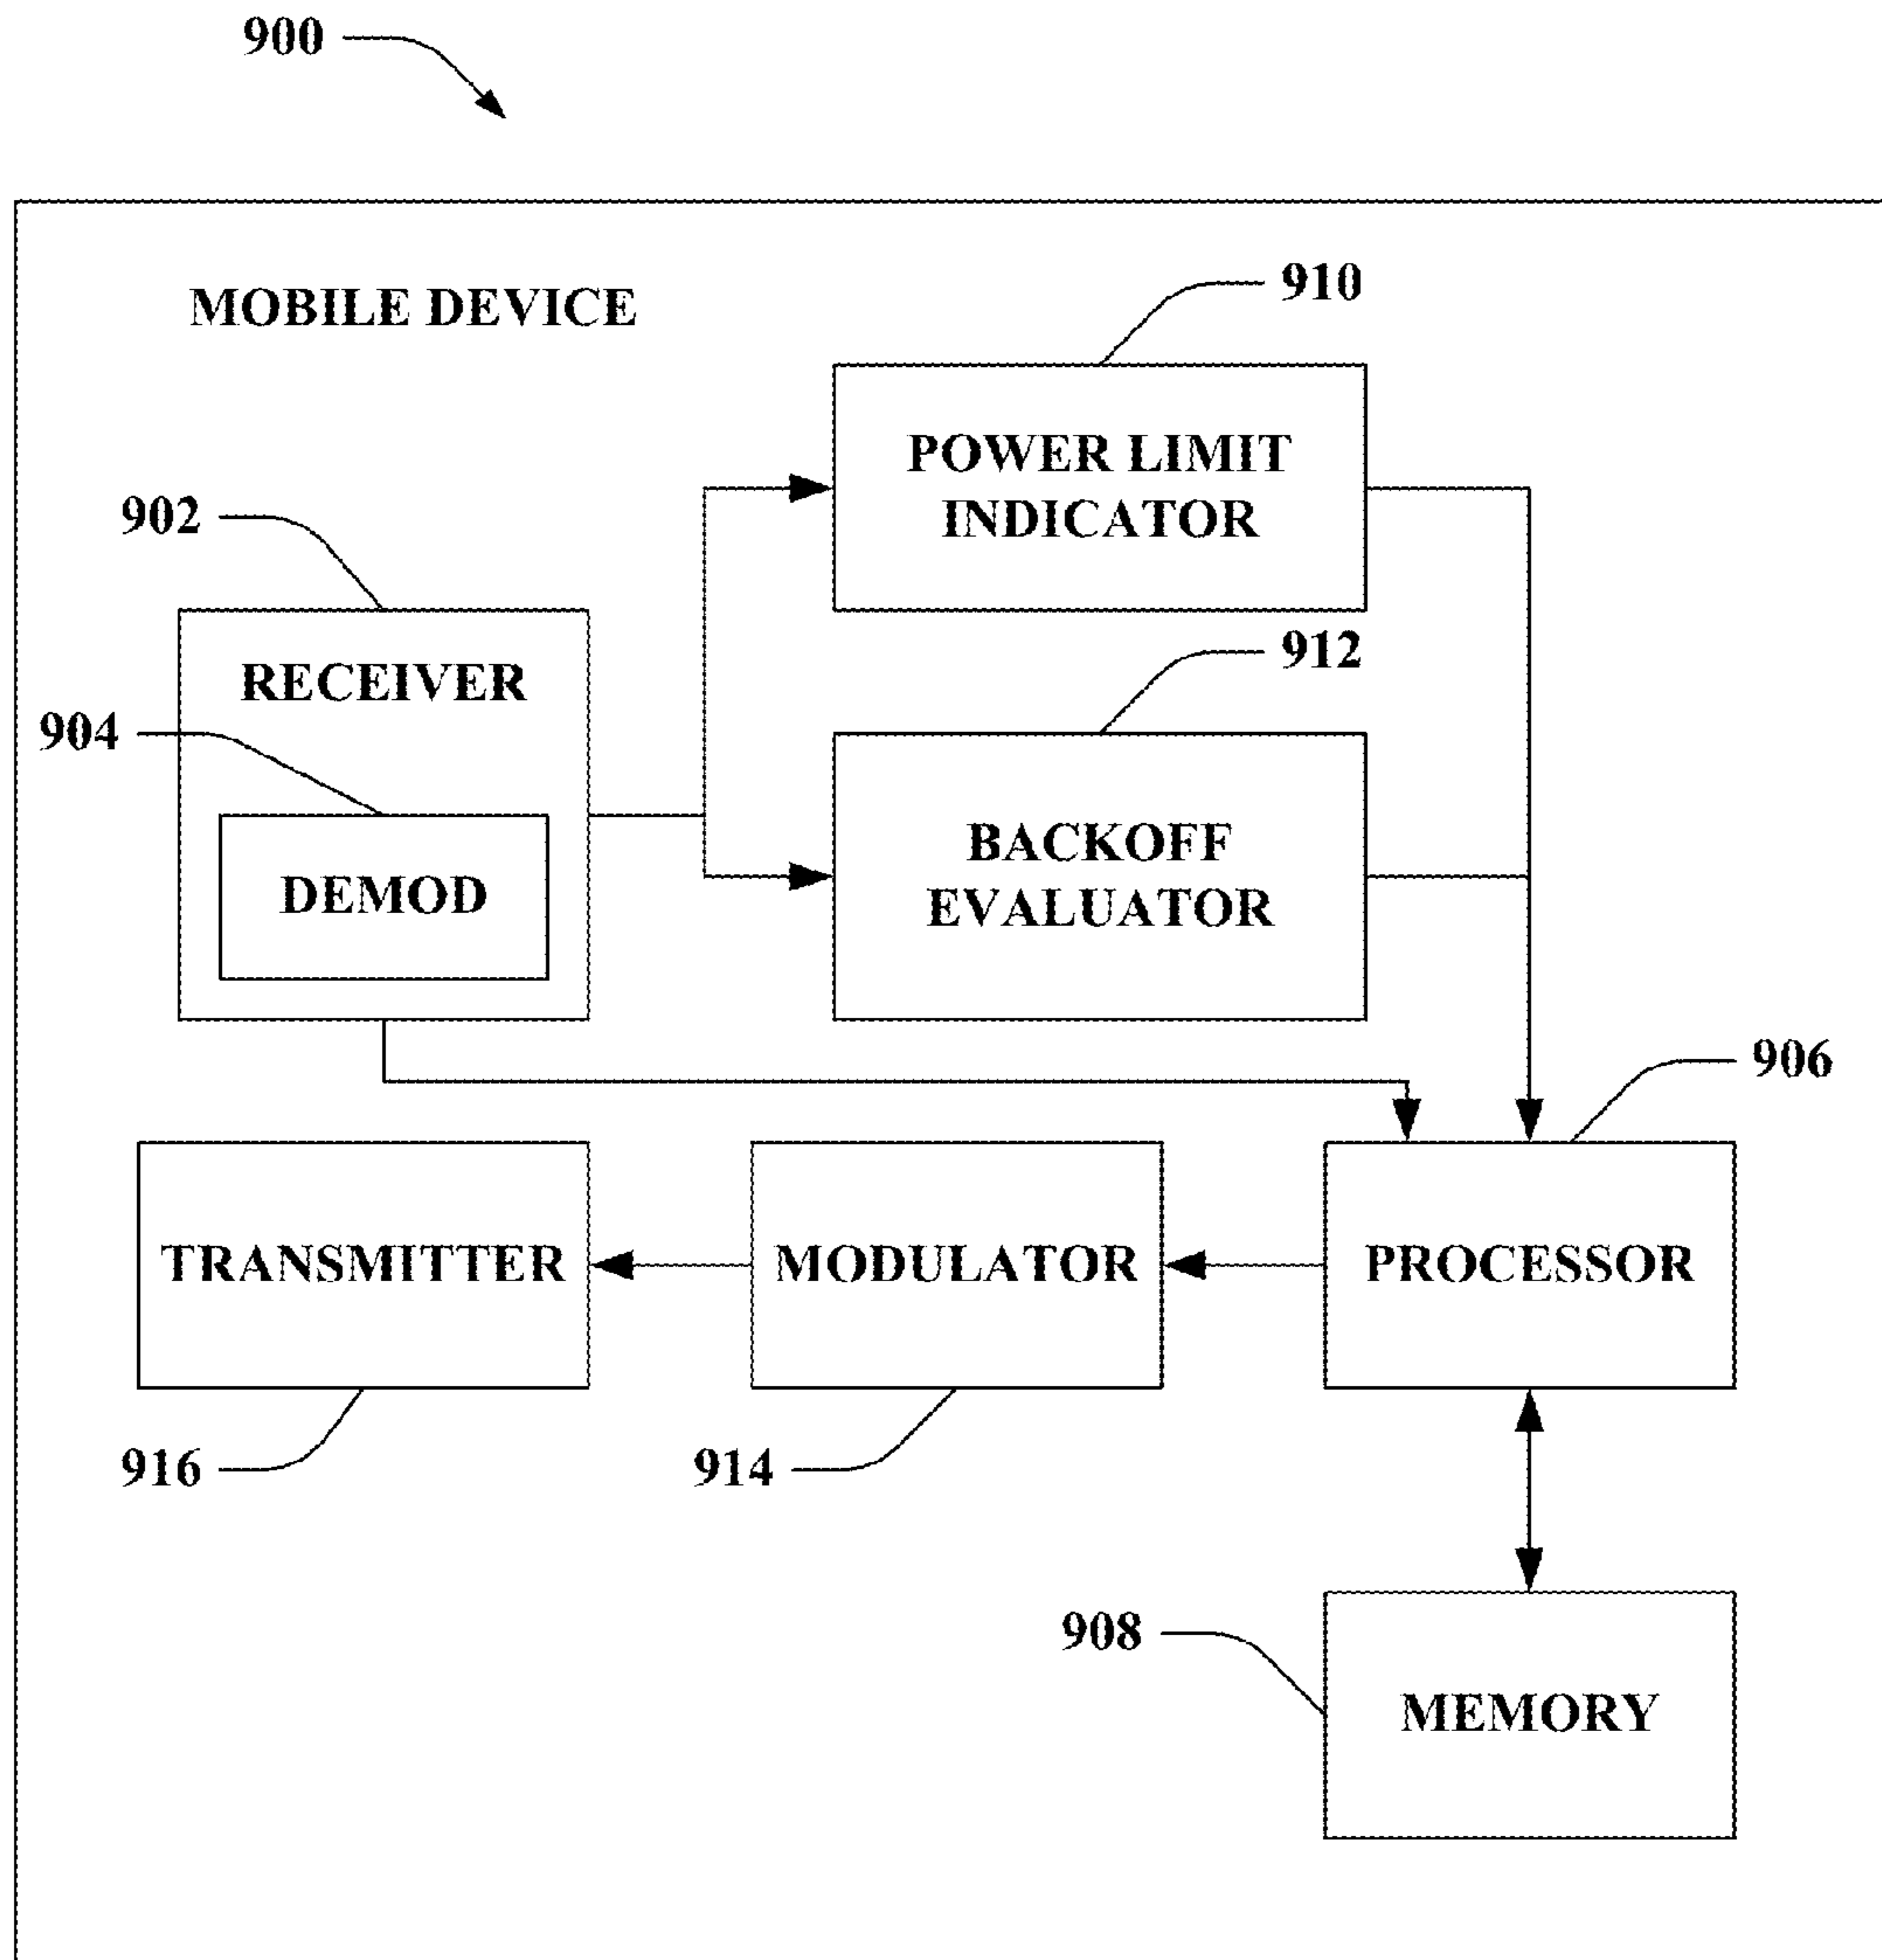 900
MOBILE DEVICE
910
POWER LIMIT
INDICATOR
902
RECEIVER
912
904
DEMOD
BACKOFF
EVALUATOR
906
TRANSMITTER
MODULATOR
PROCESSOR
916
914
908
MEMORY